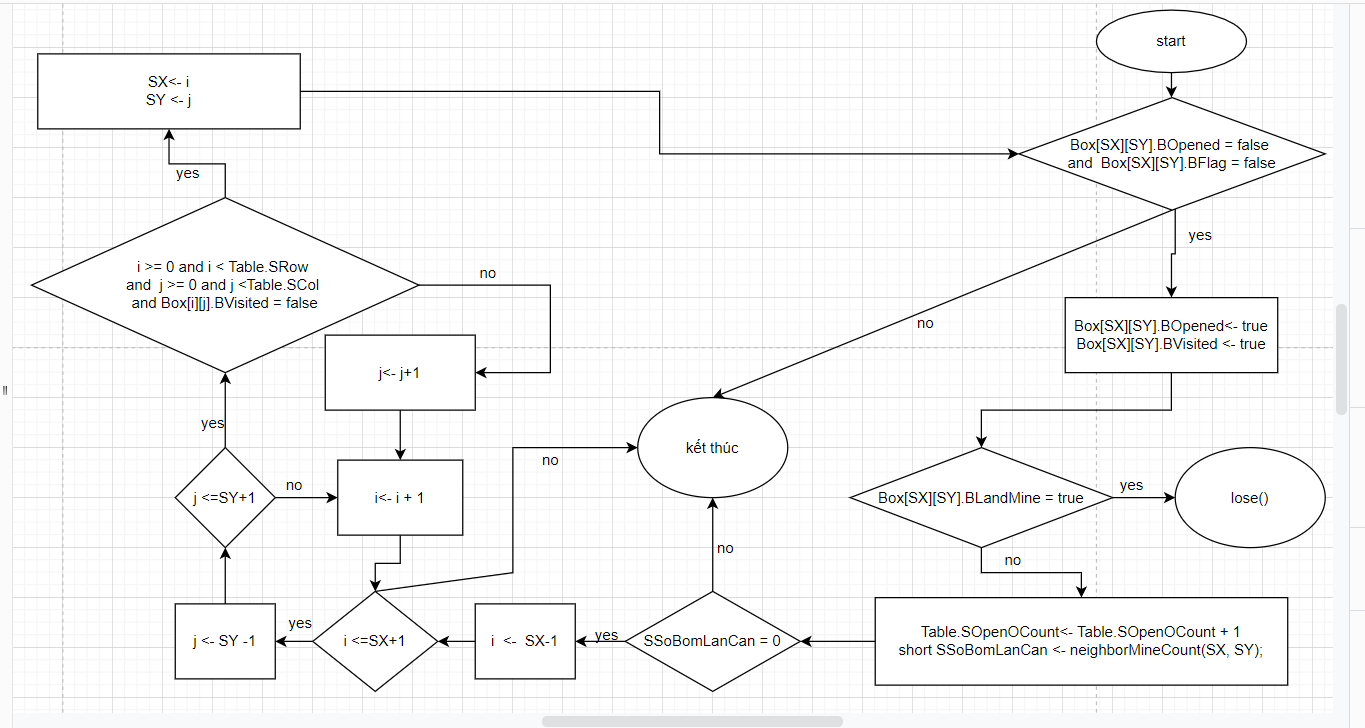 start
SX<- i
SY <- j
Box[SX][SY].BOpened = false
and Box[SX][SY].BFlag = false
yes
yes
no
i >= 0 and i < Table.SRow
and j >= 0 and j <Table.SCol
and Box[i][j].BVisited = false
no
Box[SX][SY].BOpened<- true
Box[SX][SY].BVisited <- true
j<- j+1
yes
kết thúc
no
j <=SY+1
no
i<- i + 1
Box[SX][SY].BLandMine = true
yes
lose()
no
no
yes
j <- SY -1
i <=SX+1
i <- SX-1
yes
SSoBomLanCan = 0
Table.SOpenOCount<- Table.SOpenOCount + 1
short SSoBomLanCan <- neighborMineCount(SX, SY);